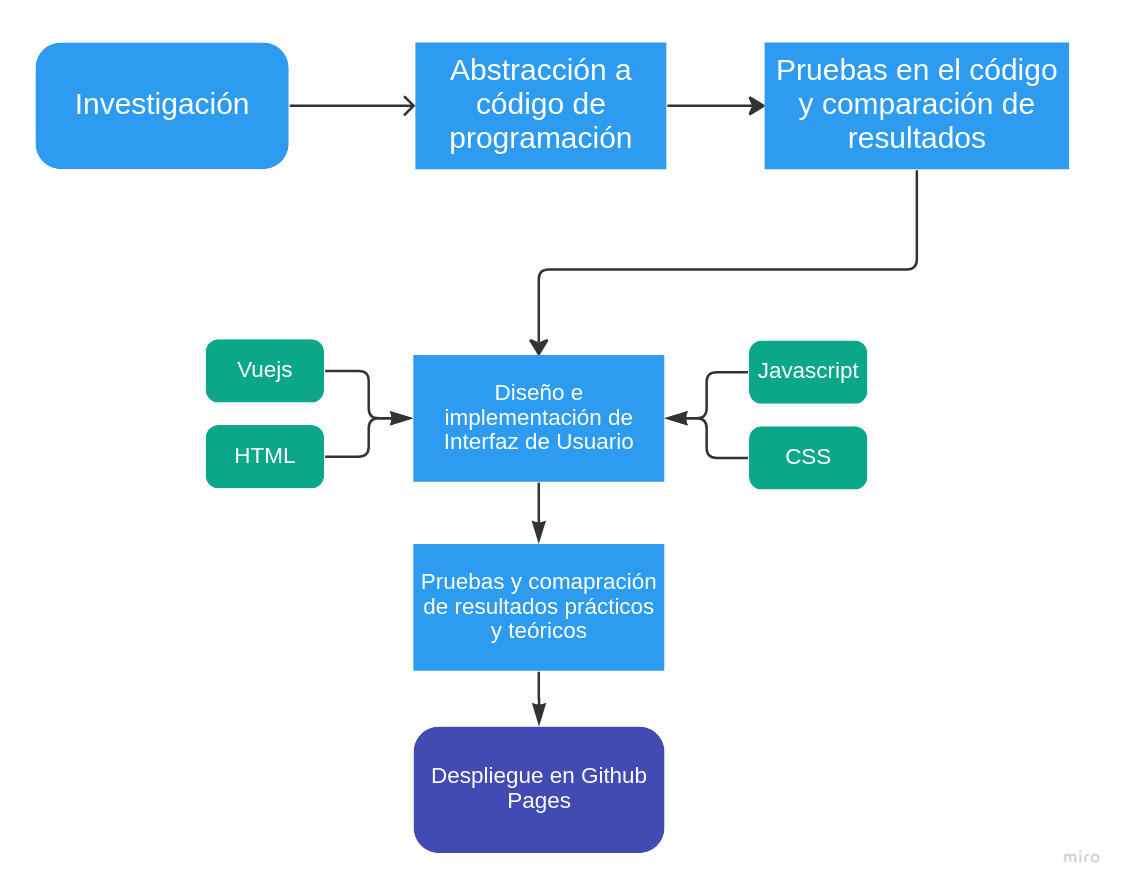 Investigación
Abstracción a
código de
programación
Pruebas en el código
y comparación de
resultados
Vuejs
HTML
Diseño e
implementación de
Interfaz de Usuario
Javascript
CSS
Pruebas y comapración
de resultados prácticos
y teóricos
Despliegue en Github
Pages
miro